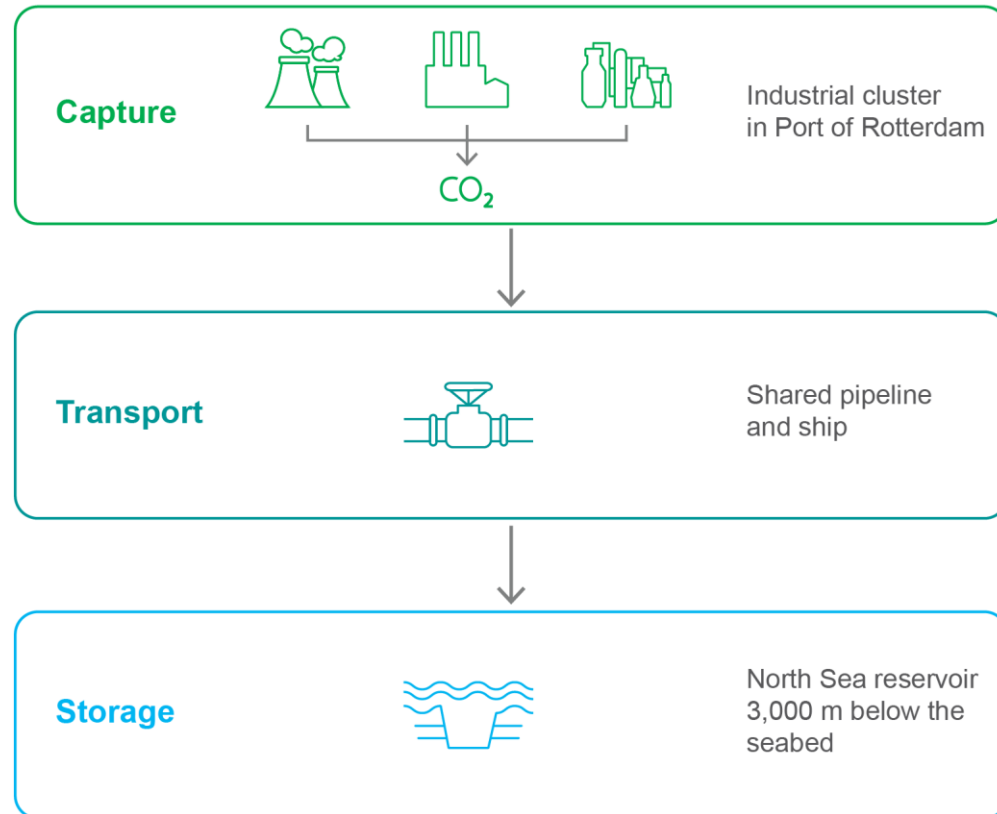 Capture
Industrial cluster
in Port of Rotterdam
CO₂
Transport
Shared pipeline
and ship
Storage
North Sea reservoir
3,000 m below the
seabed